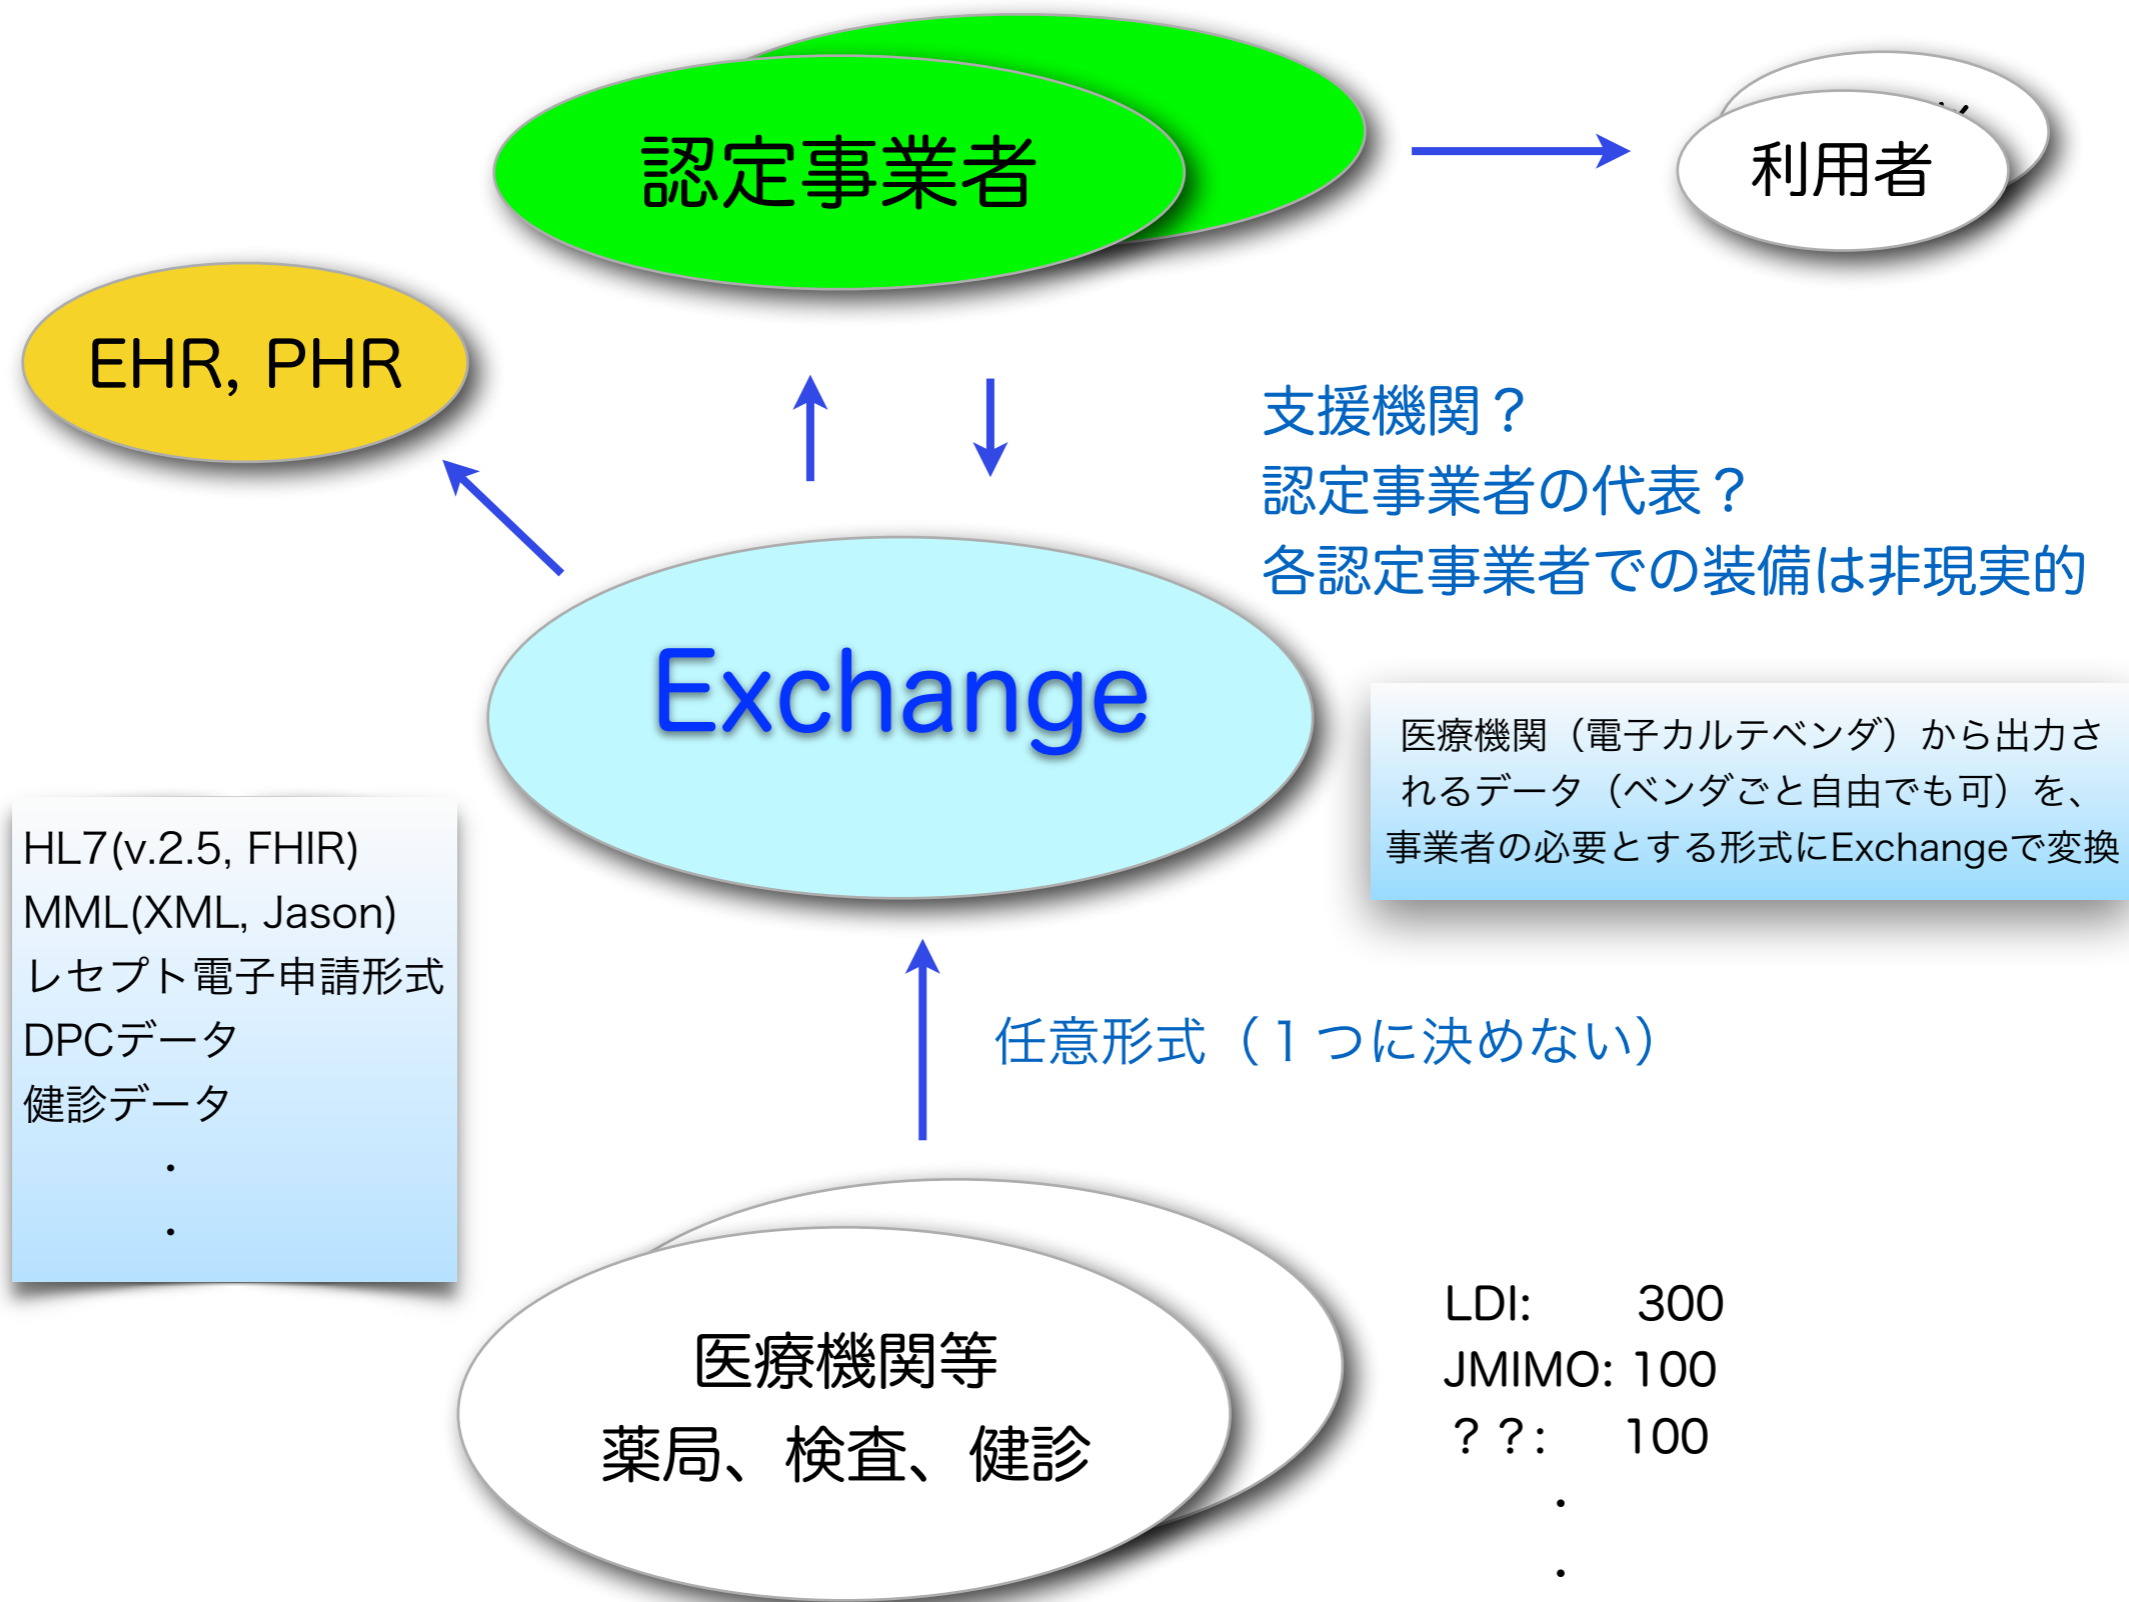 認定事業者
利用者
EHR, PHR
支援機関？
認定事業者の代表？
各認定事業者での装備は非現実的
Exchange
医療機関（電子カルテベンダ）から出力さ
れるデータ（ベンダごと自由でも可）を、
事業者の必要とする形式にExchangeで変換
HL7(v.2.5, FHIR)
MML(XML, Jason)
レセプト電子申請形式
DPCデータ
健診データ
.
.
任意形式（１つに決めない）
医療機関等
薬局、検査、健診
LDI: 300
JMIMO: 100
？？: 100
.
.